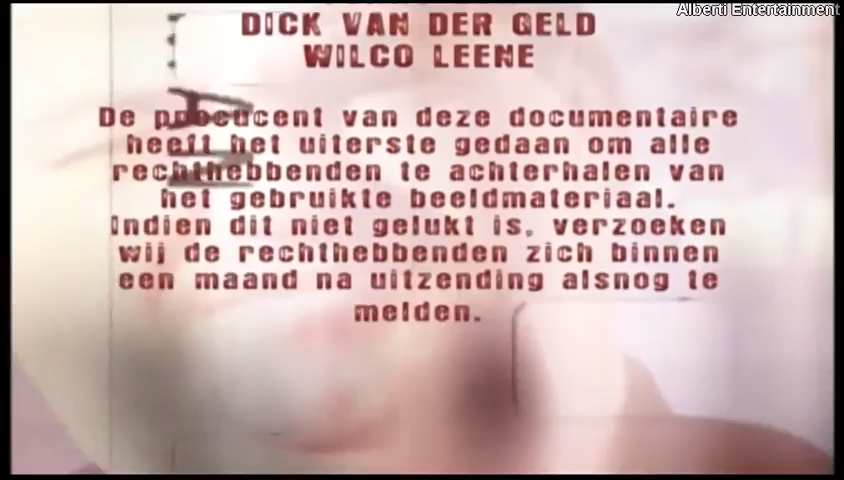 Alberti Entertainment
DICK VAN DER GELD
WILCO LEENE
De producent van deze documentaire
heeft het uiterste gedaan om alle
rechthebbenden te achterhalen van
het gebruikte beeldmateriaal.
Indien dit niet gelukt is, verzoeken
wij de rechthebbenden zich binnen
een maand na uitzending alsnog te
melden.